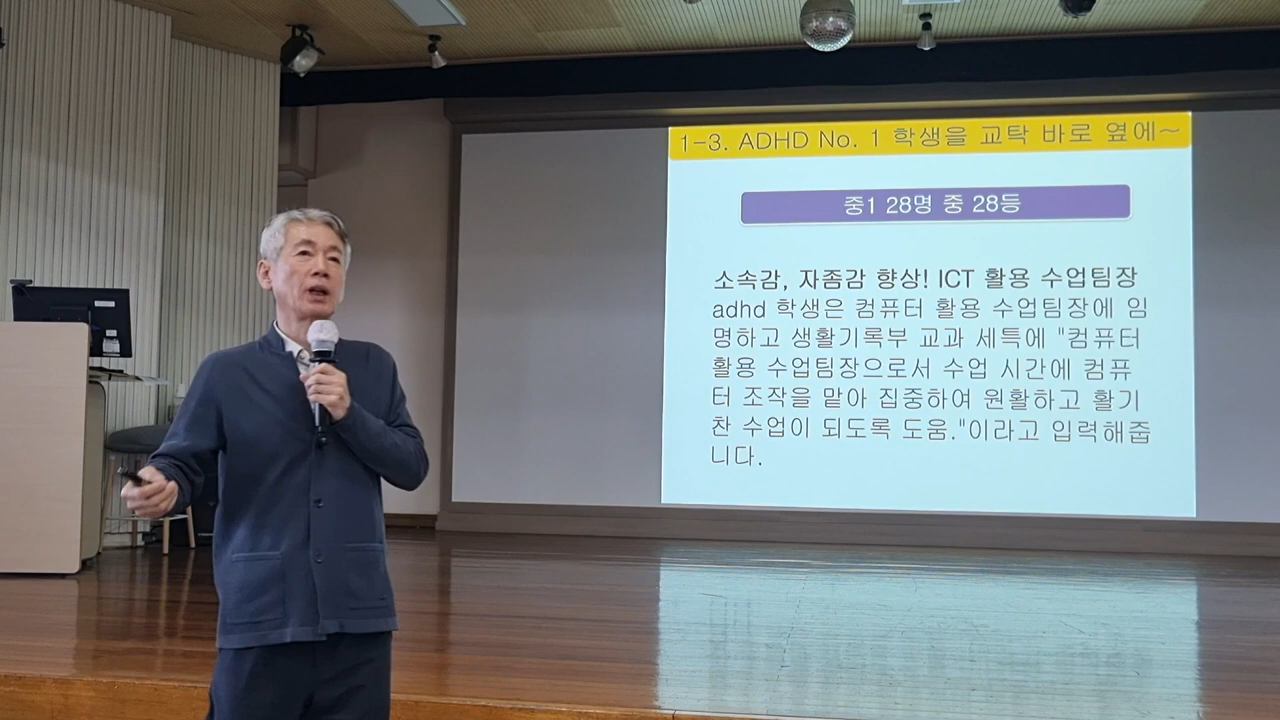 1-3. ADHD No. 1 학생을 교탁 바로 옆에~
중1 28명 중 28등
소속감, 자좀감 향상! ICT 활용 수업팀장
adhd 학생은 컴퓨터 활용 수업팀장에 임
명하고 생활기록부 교과 세특에 "컴퓨터
활용 수업팀장으로서 수업 시간에 컴퓨
터 조작을 맡아 집중하여 원활하고 활기
찬 수업이 되도록 도움."이라고 입력해줍
니다.